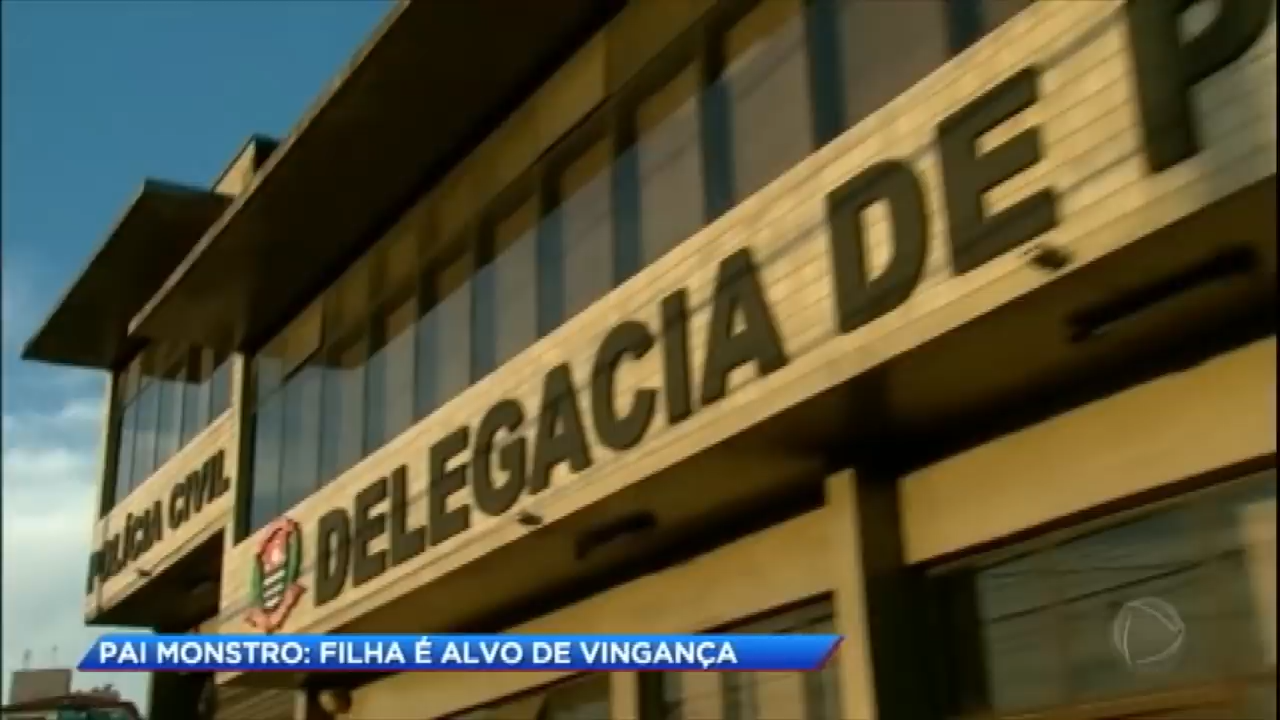 POLÍCIA CIVIL
DELEGACIA DE P
PAI MONSTRO: FILHA É ALVO DE VINGANÇA